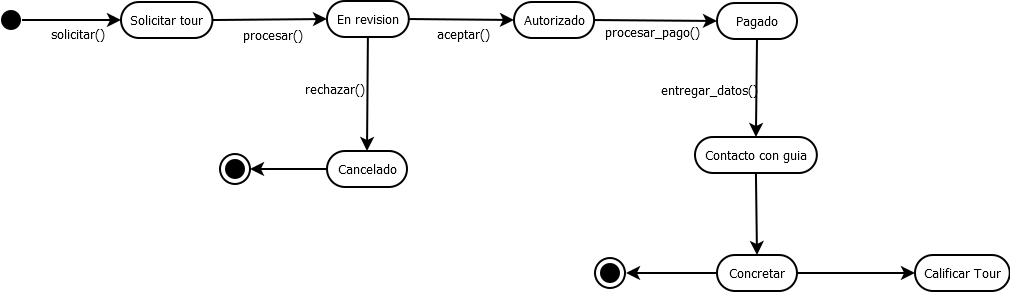 Solicitar tour
En revision
Autorizado
Pagado
solicitar()
procesar()
aceptar()
procesar_pago()
rechazar()
entregar_datos()
Cancelado
Contacto con guia
Concretar
Calificar Tour